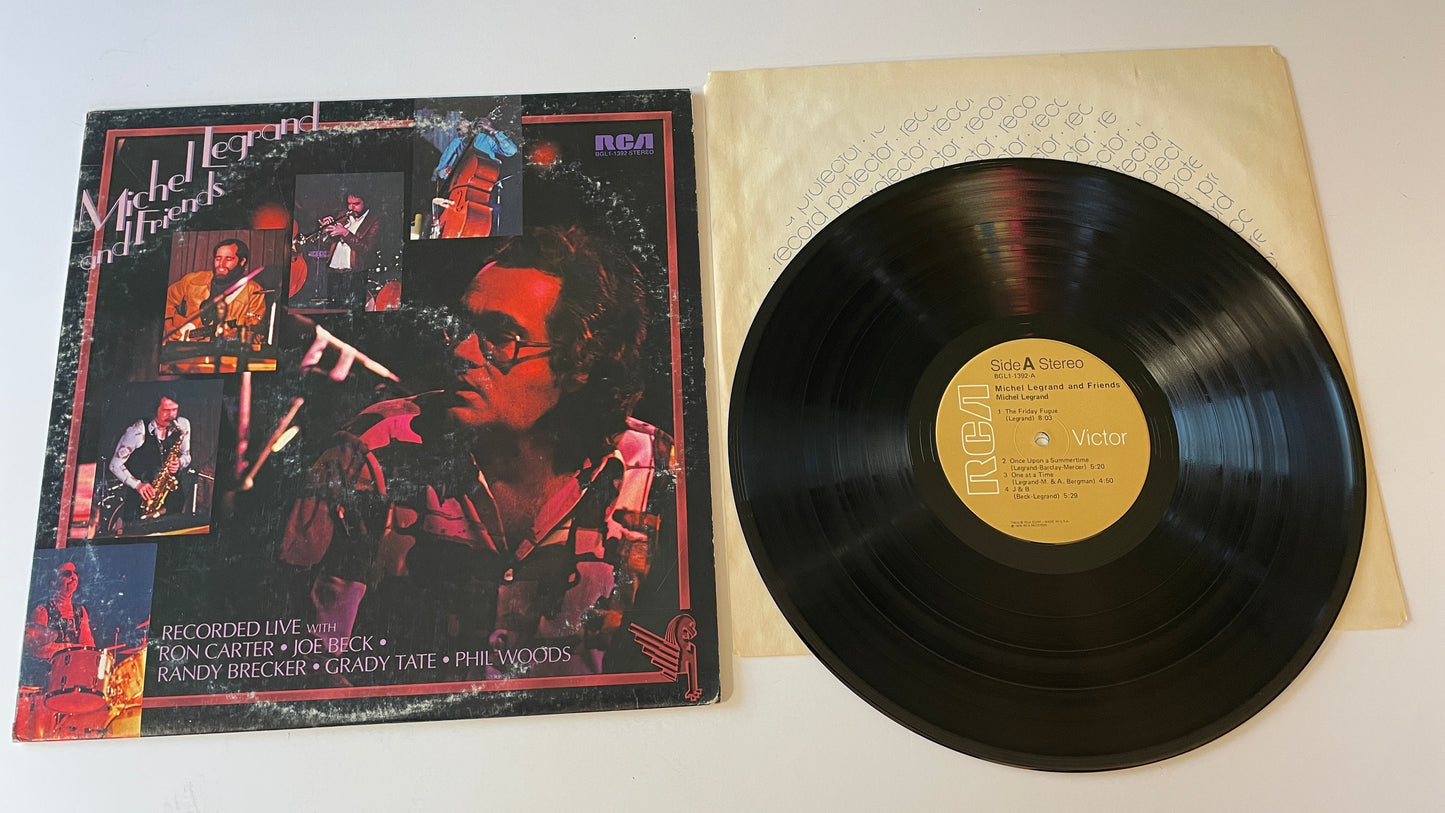 Michel Legrand
and Friends
RCA
BGL1-1392 STEREO
RECORDED LIVE WITH
RON CARTER • JOE BECK •
RANDY BRECKER • GRADY TATE • PHIL WOODS
record protector
Side A Stereo
BGL1-1392-A
Michel Legrand and Friends
Michel Legrand
1 The Friday Fugue
(Legrand) 8:03
RCA Victor
2 Once Upon a Summertime
(Legrand-Barclay-Mercer) 5:20
3 One at a Time
(Legrand-M. & A. Bergman) 4:50
4 J & B
(Beck-Legrand) 5:29